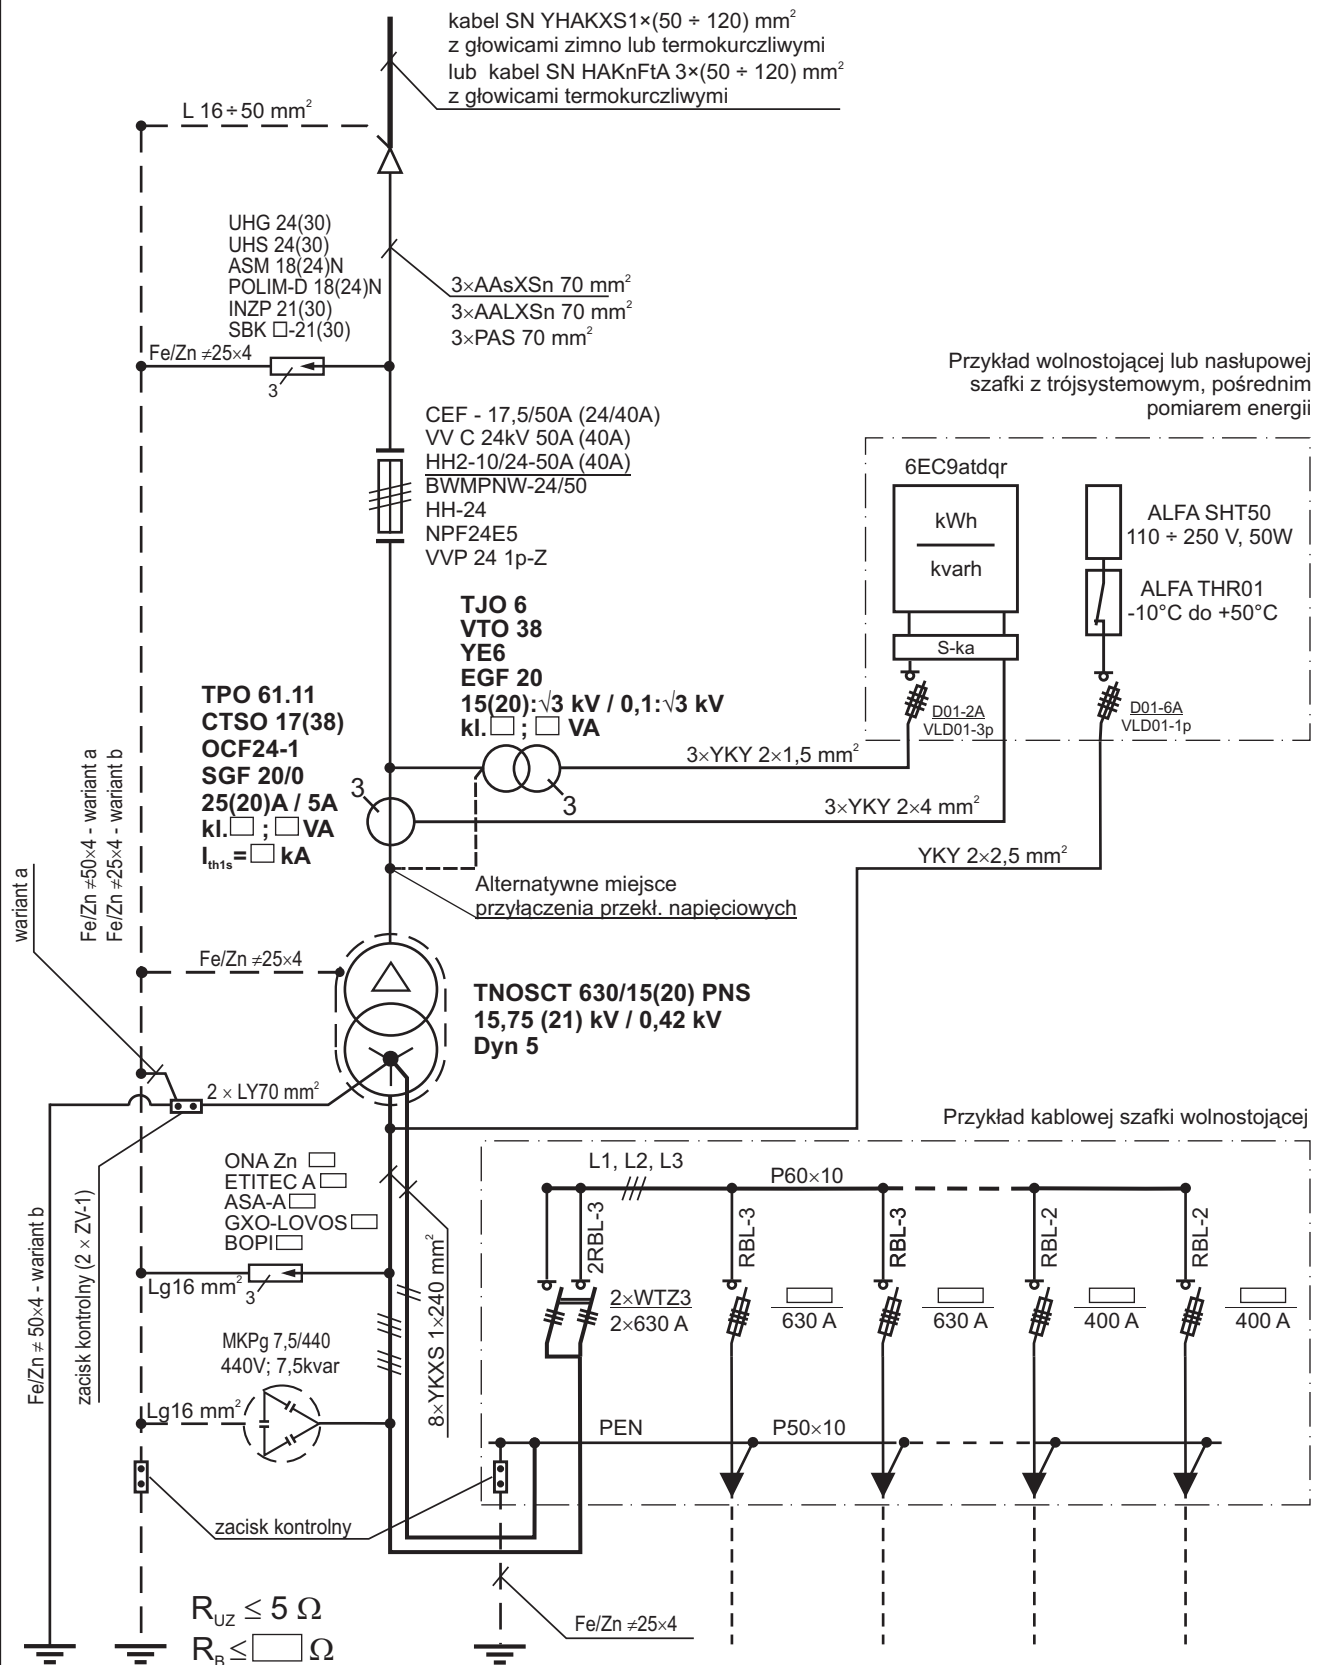 kabel SN YHAKXS1×(50 ÷ 120) mm²
z głowicami zimno lub termokurczliwymi
lub kabel SN HAKnFtA 3×(50 ÷ 120) mm²
z głowicami termokurczliwymi
L 16÷50 mm²
UHG 24(30)
UHS 24(30)
ASM 18(24)N
POLIM-D 18(24)N
INZP 21(30)
SBK □-21(30)
3×AAsXSn 70 mm²
3×AALXSn 70 mm²
3×PAS 70 mm²
Fe/Zn ≠25×4
3
CEF - 17,5/50A (24/40A)
VV C 24kV 50A (40A)
HH2-10/24-50A (40A)
BWMPNW-24/50
HH-24
NPF24E5
VVP 24 1p-Z
Przykład wolnostojącej lub nasłupowej
szafki z trójsystemowym, pośrednim
pomiarem energii
6EC9atdqr
kWh
kvarh
S-ka
ALFA SHT50
110 ÷ 250 V, 50W
ALFA THR01
-10°C do +50°C
D01-2A
VLD01-3p
D01-6A
VLD01-1p
TJO 6
VTO 38
YE6
EGF 20
15(20):√3 kV / 0,1:√3 kV
kl.□ ; □ VA
TPO 61.11
CTSO 17(38)
OCF24-1
SGF 20/0
25(20)A / 5A
kl.□ ; □ VA
Ith1s=□ kA
3
3
3×YKY 2×1,5 mm²
3×YKY 2×4 mm²
YKY 2×2,5 mm²
Alternatywne miejsce
przyłączenia przekł. napięciowych
wariant a
Fe/Zn ≠50×4 - wariant a
Fe/Zn ≠25×4 - wariant b
Fe/Zn ≠25×4
TNOSCT 630/15(20) PNS
15,75 (21) kV / 0,42 kV
Dyn 5
2 × LY70 mm²
Przykład kablowej szafki wolnostojącej
ONA Zn □
ETITEC A □
ASA-A □
GXO-LOVOS □
BOPI □
Lg16 mm²
3
Fe/Zn ≠ 50×4 - wariant b
zacisk kontrolny (2 × ZV-1)
8×YKXS 1×240 mm²
MKPg 7,5/440
440V; 7,5kvar
Lg16 mm²
L1, L2, L3
P60×10
2RBL-3
RBL-3
RBL-3
RBL-2
RBL-2
2×WTZ3
2×630 A
□
630 A
□
630 A
□
400 A
□
400 A
PEN
P50×10
zacisk kontrolny
Fe/Zn ≠25×4
RUZ ≤ 5 Ω
RB ≤ □ Ω